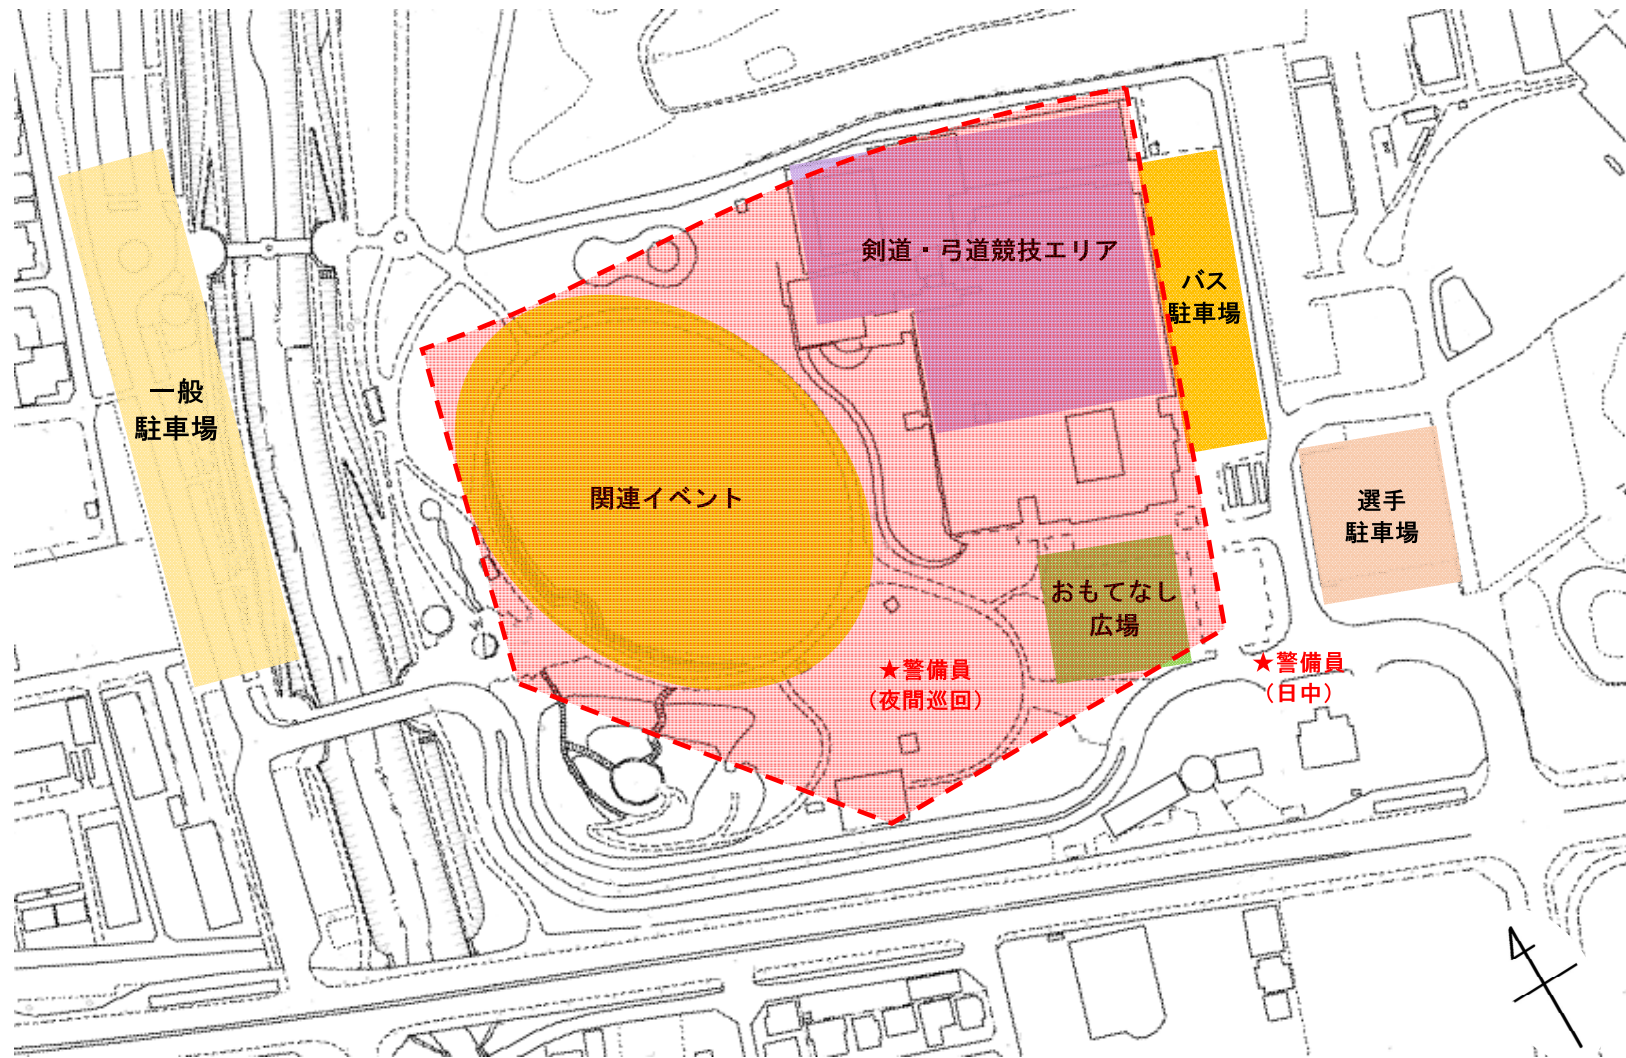 剣道・弓道競技エリア
バス
駐車場
一般
駐車場
関連イベント
選手
駐車場
おもてなし
広場
★警備員
（夜間巡回）
★警備員
（日中）